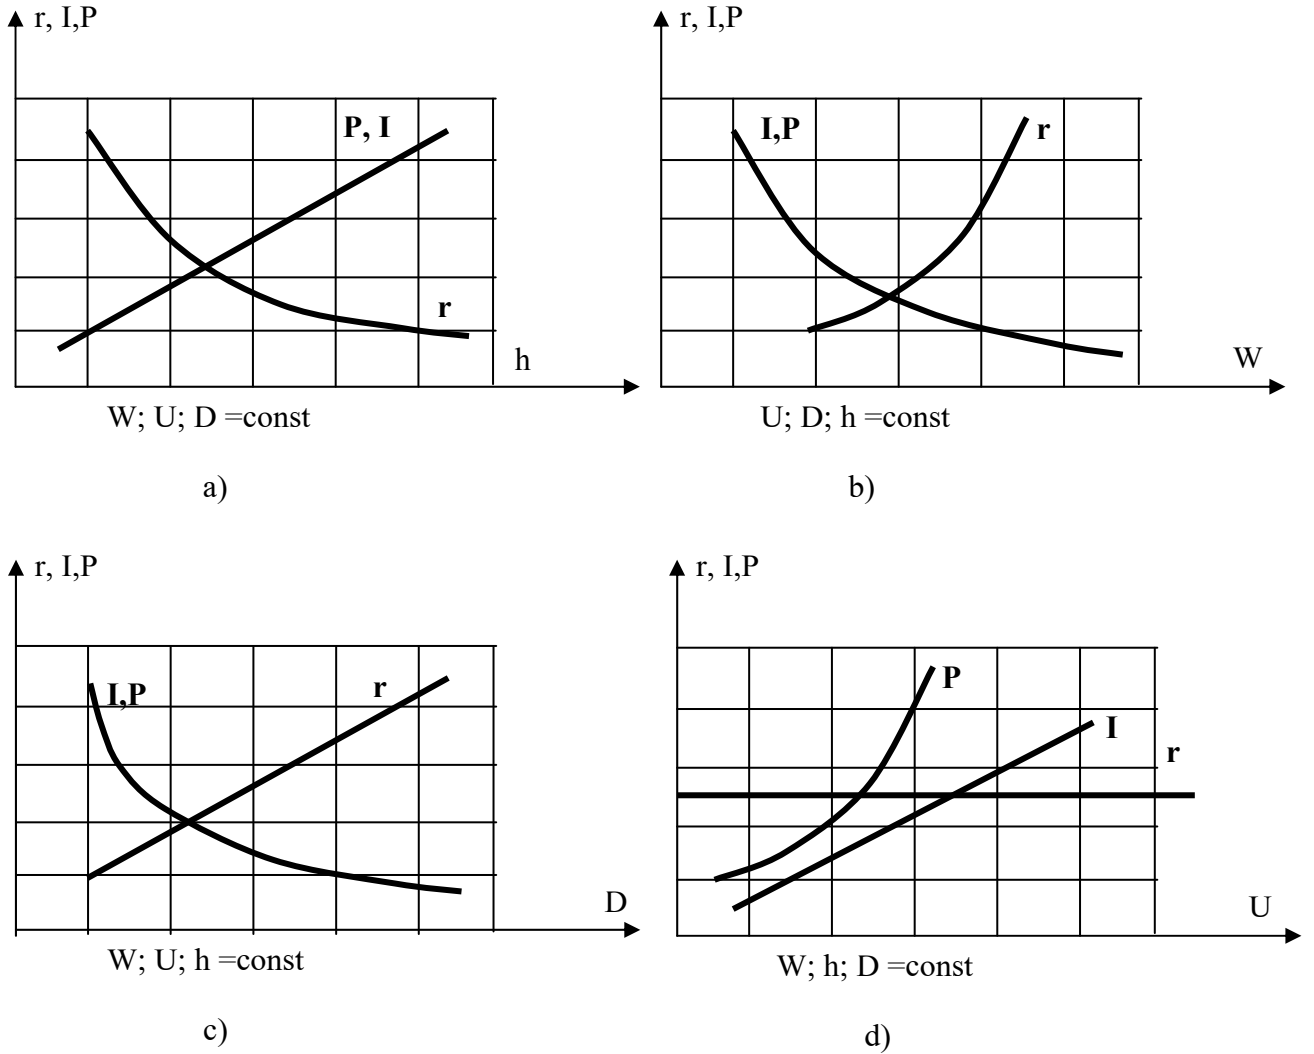 r, I,P
P, I
r
h
W; U; D =const
a)
r, I,P
I,P
r
W
U; D; h =const
b)
r, I,P
I,P
r
D
W; U; h =const
c)
r, I,P
P
I
r
U
W; h; D =const
d)